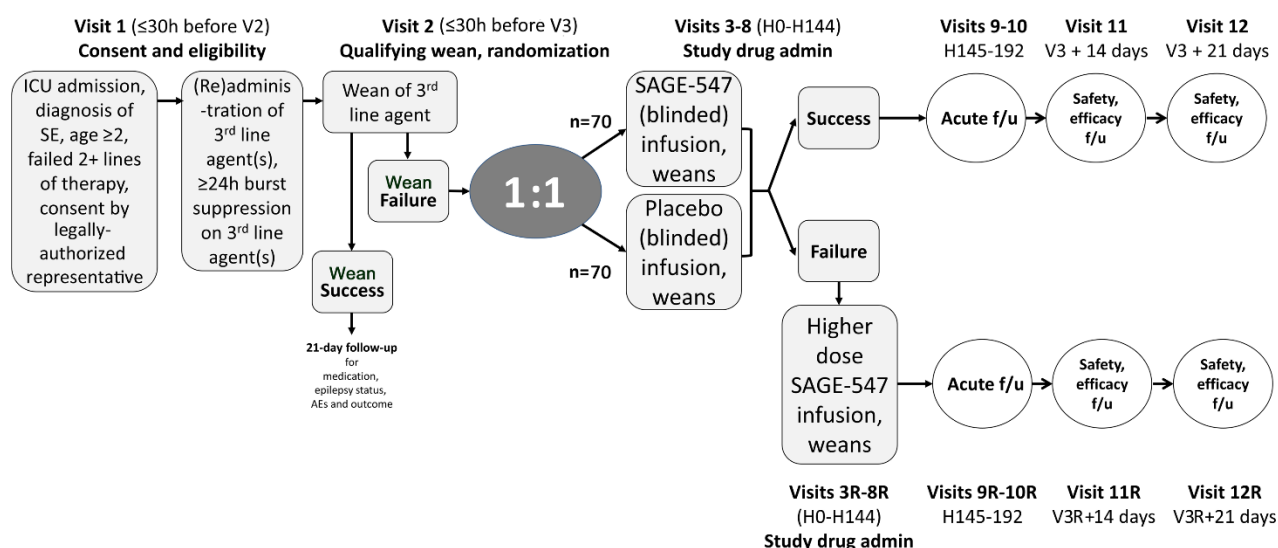 Visit 1 (≤30h before V2)
Consent and eligibility
ICU admission,
diagnosis of
SE, age ≥2,
failed 2+ lines
of therapy,
consent by
legally-
authorized
representative
(Re)adminis
-tration of
3rd line
agent(s),
≥24h burst
suppression
on 3rd line
agent(s)
Visit 2 (≤30h before V3)
Qualifying wean, randomization
Wean of 3rd
line agent
Wean
Failure
Wean
Success
21-day follow-up
for
medication,
epilepsy status,
AEs and outcome
1:1
n=70
n=70
Visits 3-8 (H0-H144)
Study drug admin
SAGE-547
(blinded)
infusion,
weans
Placebo
(blinded)
infusion,
weans
Success
Failure
Higher
dose
SAGE-547
infusion,
weans
Visits 9-10
H145-192
Acute f/u
Visit 11
V3 + 14 days
Safety,
efficacy
f/u
Visit 12
V3 + 21 days
Safety,
efficacy
f/u
Acute f/u
Safety,
efficacy
f/u
Safety,
efficacy
f/u
Visits 3R-8R
(H0-H144)
Study drug admin
Visits 9R-10R
H145-192
Visit 11R
V3R+14 days
Visit 12R
V3R+21 days